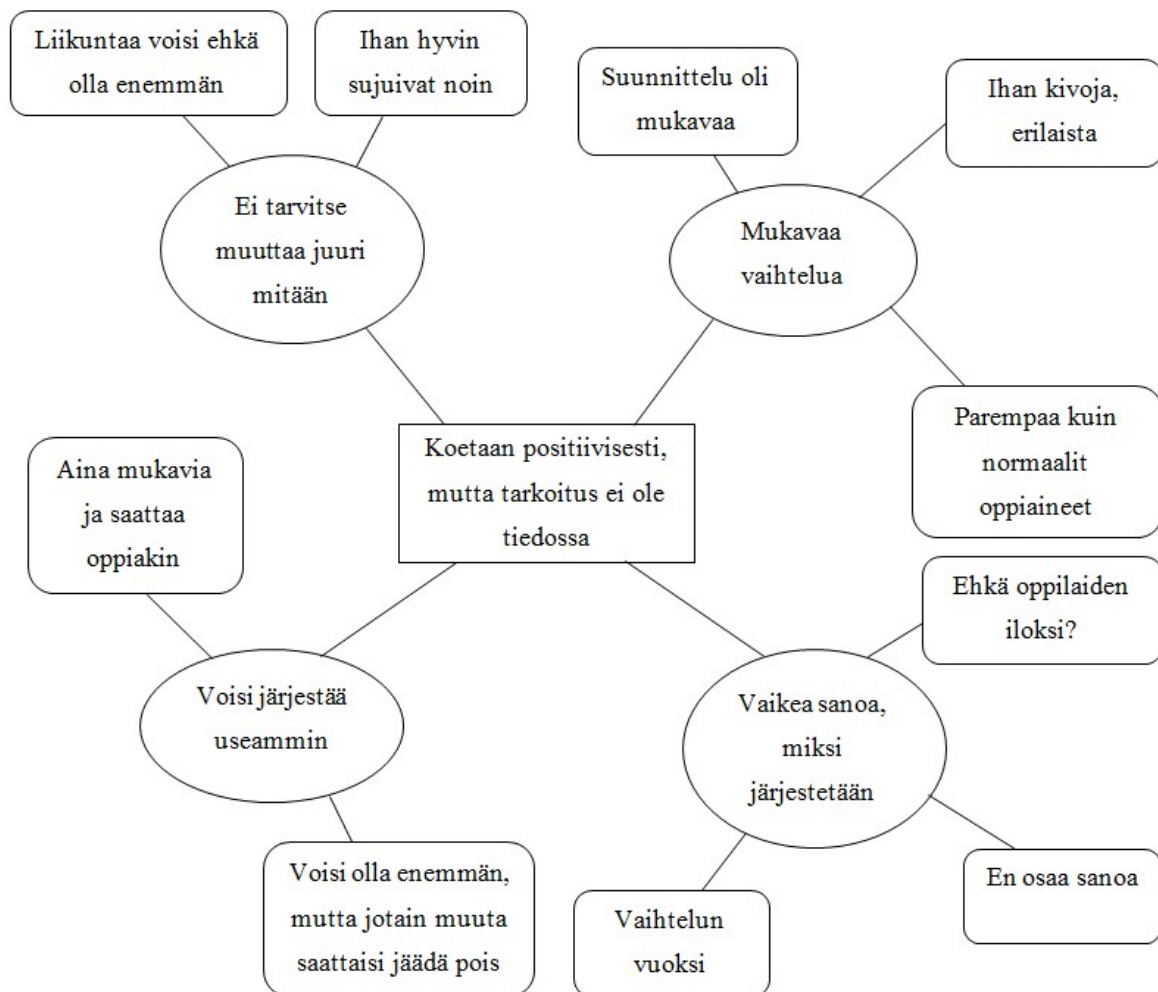 Liikuntaa voisi ehkä
olla enemmän
Ihan hyvin
sujuivat noin
Suunnittelu oli
mukavaa
Ihan kivoja,
erilaista
Ei tarvitse
muuttaa juuri
mitään
Mukavaa
vaihtelua
Koetaan positiivisesti,
mutta tarkoitus ei ole
tiedossa
Parempaa kuin
normaalit
oppiaineet
Aina mukavia
ja saattaa
oppiakin
Ehkä oppilaiden
iloksi?
Voisi järjestää
useammin
Vaikea sanoa,
miksi
järjestetään
Voisi olla enemmän,
mutta jotain muuta
saattaisi jäädä pois
Vaihtelun
vuoksi
En osaa sanoa